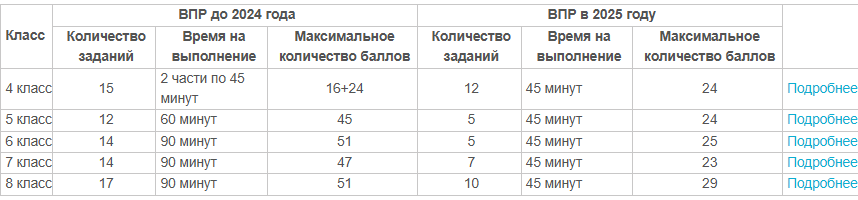 Класс ВПР до 2024 года ВПР в 2025 году
Количество заданий Время на выполнение Максимальное количество баллов Количество заданий Время на выполнение Максимальное количество баллов
4 класс 15 2 части по 45 минут 16+24 12 45 минут 24 Подробнее
5 класс 12 60 минут 45 5 45 минут 24 Подробнее
6 класс 14 90 минут 51 5 45 минут 25 Подробнее
7 класс 14 90 минут 47 7 45 минут 23 Подробнее
8 класс 17 90 минут 51 10 45 минут 29 Подробнее